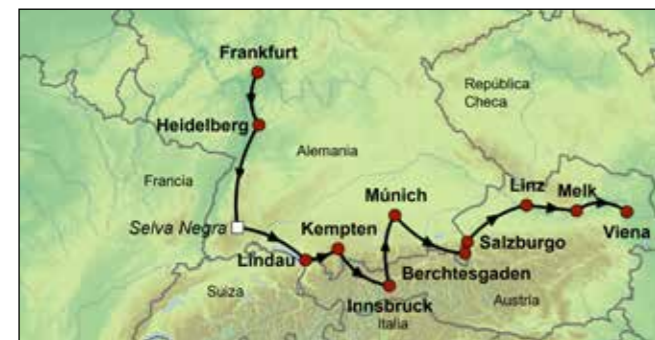 Frankfurt
República
Checa
Heidelberg
Alemania
Francia
Múnich
Linz
Melk
Selva Negra
Kempten
Viena
Salzburgo
Lindau
Berchtesgaden
Suiza
Innsbruck
Austria
Italia